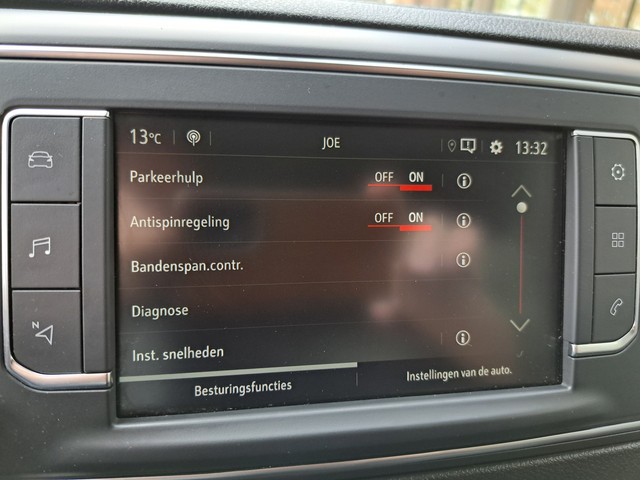 13°C JOE 13:32
Parkeerhulp OFF ON
Antispinregeling OFF ON
Bandenspan.contr.
Diagnose
Inst. snelheden
Besturingsfuncties Instellingen van de auto.
N